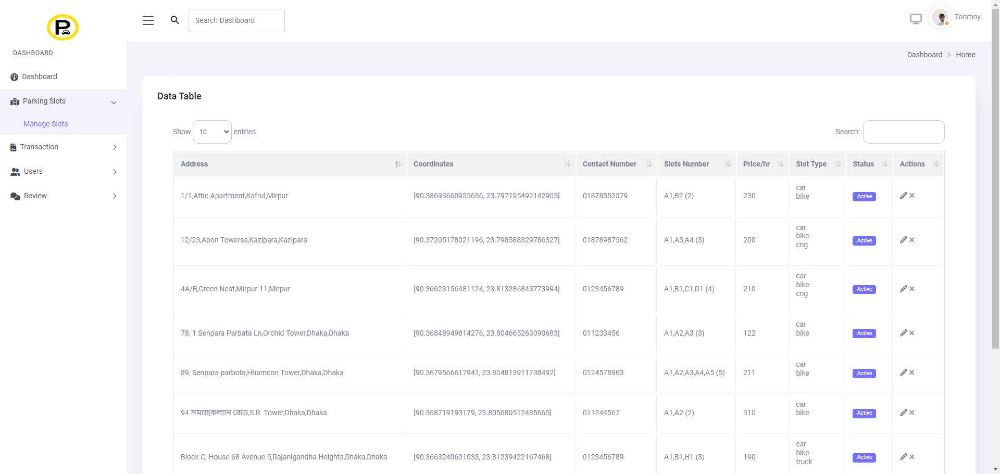 P
Search Dashboard
Tonmoy
DASHBOARD
Dashboard
Parking Slots
Manage Slots
Transaction
Users
Review
Dashboard > Home
Data Table
Show 10 entries
Search:
Address Coordinates Contact Number Slots Number Price/hr Slot Type Status Actions
1/1,Attic Apartment,Kafrul,Mirpur [90.38693660955636, 23.797195492142905] 01878552579 A1,B2 (2) 230 car
bike Active
12/23,Apon Towerss,Kazipara,Kazipara [90.37205178021196, 23.798588329786327] 01878987562 A1,A3,A4 (3) 200 car
bike
cng Active
4A/B,Green Nest,Mirpur-11,Mirpur [90.36623156481124, 23.813286843773994] 0123456789 A1,B1,C1,D1 (4) 210 car
bike
cng Active
78, 1 Senpara Parbata Ln,Orchid Tower,Dhaka,Dhaka [90.36848949814276, 23.804665263090683] 011233456 A1,A2,A3 (3) 122 car
bike Active
89, Senpara parbota,Hhamcon Tower,Dhaka,Dhaka [90.3679566617941, 23.804813911738492] 0124578963 A1,A2,A3,A4,A5 (5) 211 car
bike Active
94 সমাজকল্যান রোড,S.R. Tower,Dhaka,Dhaka [90.368719193179, 23.805680512485665] 011244567 A1,A2 (2) 310 car
bike Active
Block C, House 68 Avenue 5,Rajanigandha Heights,Dhaka,Dhaka [90.3663240601033, 23.81239422167468] 0123456789 A1,B1,H1 (3) 190 car
bike
truck Active